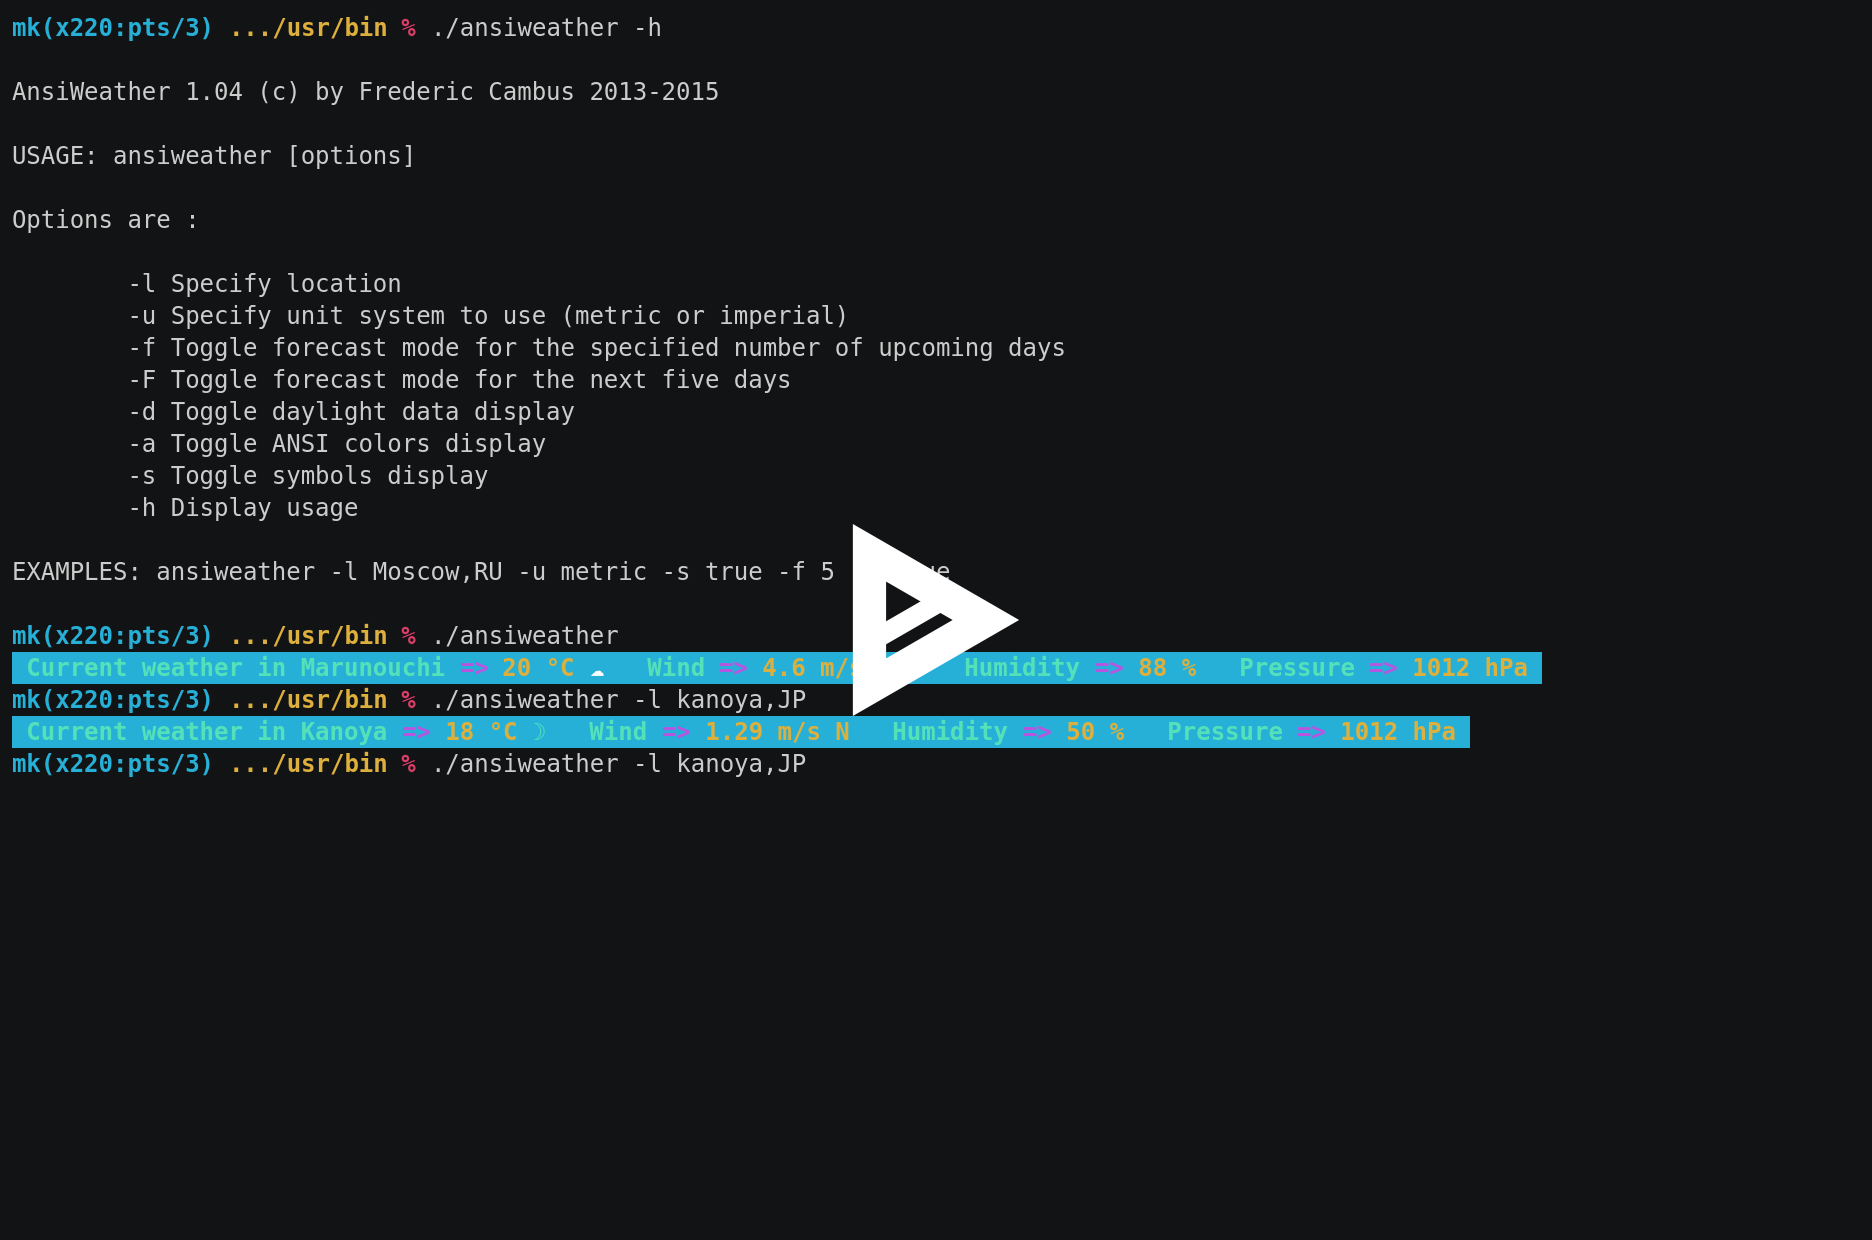 mk(x220:pts/3) .../usr/bin % ./ansiweather -h
AnsiWeather 1.04 (c) by Frederic Cambus 2013-2015
USAGE: ansiweather [options]
Options are :
-l Specify location
-u Specify unit system to use (metric or imperial)
-f Toggle forecast mode for the specified number of upcoming days
-F Toggle forecast mode for the next five days
-d Toggle daylight data display
-a Toggle ANSI colors display
-s Toggle symbols display
-h Display usage
EXAMPLES: ansiweather -l Moscow,RU -u metric -s true -f 5
mk(x220:pts/3) .../usr/bin % ./ansiweather
Current weather in Marunouchi => 20 °C ☁ Wind => 4.6 m/s Humidity => 88 % Pressure => 1012 hPa
mk(x220:pts/3) .../usr/bin % ./ansiweather -l kanoya,JP
Current weather in Kanoya => 18 °C ☽ Wind => 1.29 m/s N Humidity => 50 % Pressure => 1012 hPa
mk(x220:pts/3) .../usr/bin % ./ansiweather -l kanoya,JP